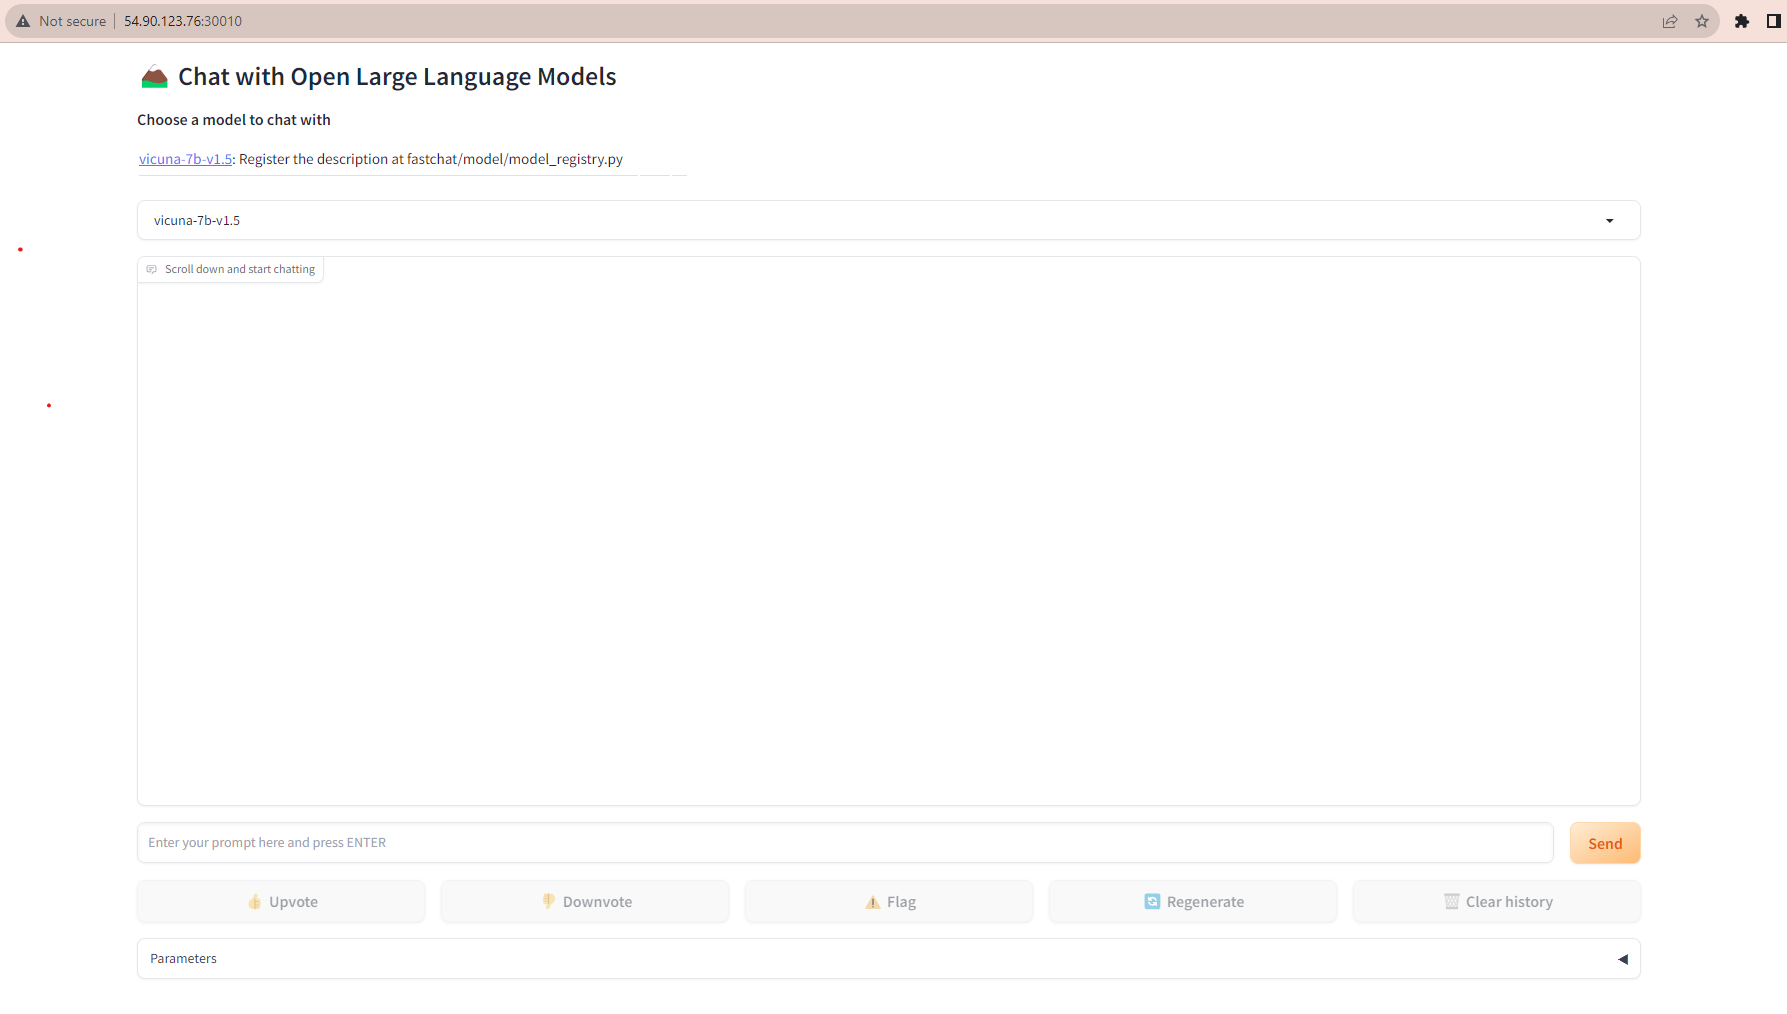 Not secure 54.90.123.76:30010
Chat with Open Large Language Models
Choose a model to chat with
vicuna-7b-v1.5: Register the description at fastchat/model/model_registry.py
vicuna-7b-v1.5
Scroll down and start chatting
Enter your prompt here and press ENTER
Send
Upvote
Downvote
Flag
Regenerate
Clear history
Parameters